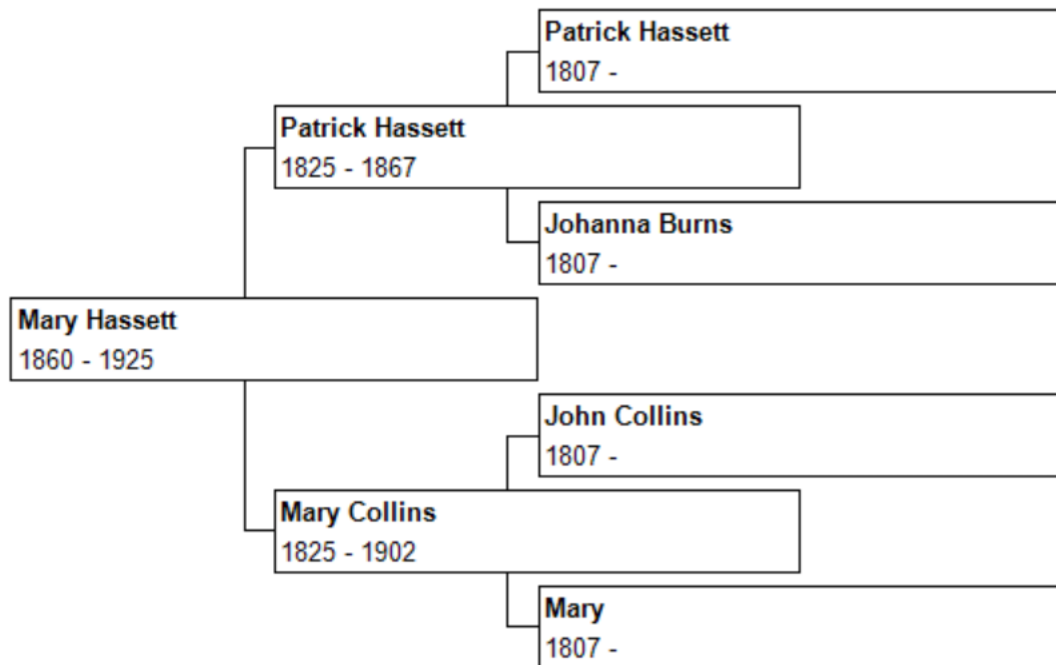 Patrick Hassett
1807 -
Patrick Hassett
1825 - 1867
Johanna Burns
1807 -
Mary Hassett
1860 - 1925
John Collins
1807 -
Mary Collins
1825 - 1902
Mary
1807 -